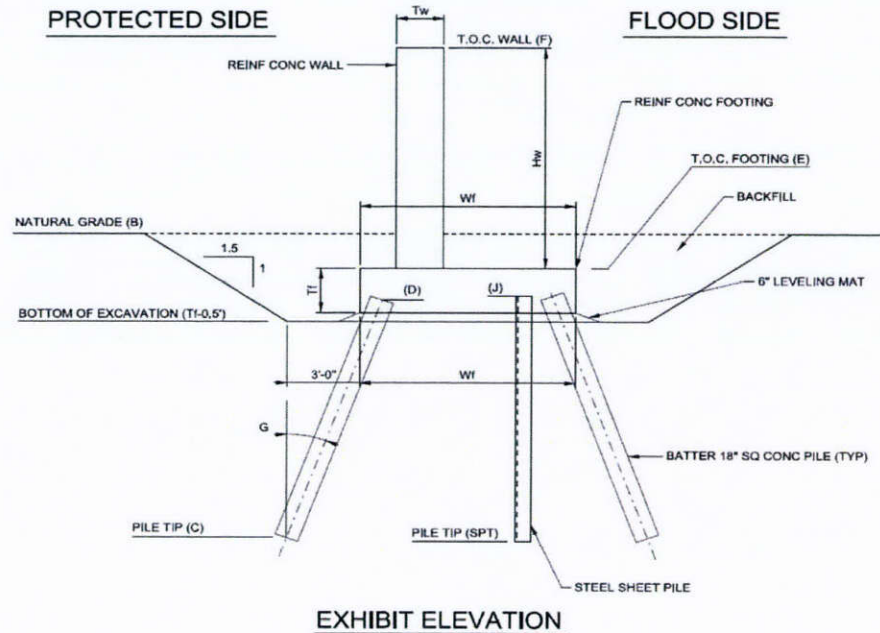 PROTECTED SIDE
Tw
FLOOD SIDE
T.O.C. WALL (F)
REINF CONC WALL
REINF CONC FOOTING
Hw
T.O.C. FOOTING (E)
Wf
BACKFILL
NATURAL GRADE (B)
1.5
1
Tf
(D)
(J)
6" LEVELING MAT
BOTTOM OF EXCAVATION (Tf-0.5')
3'-0"
Wf
G
BATTER 18" SQ CONC PILE (TYP)
PILE TIP (C)
PILE TIP (SPT)
STEEL SHEET PILE
EXHIBIT ELEVATION